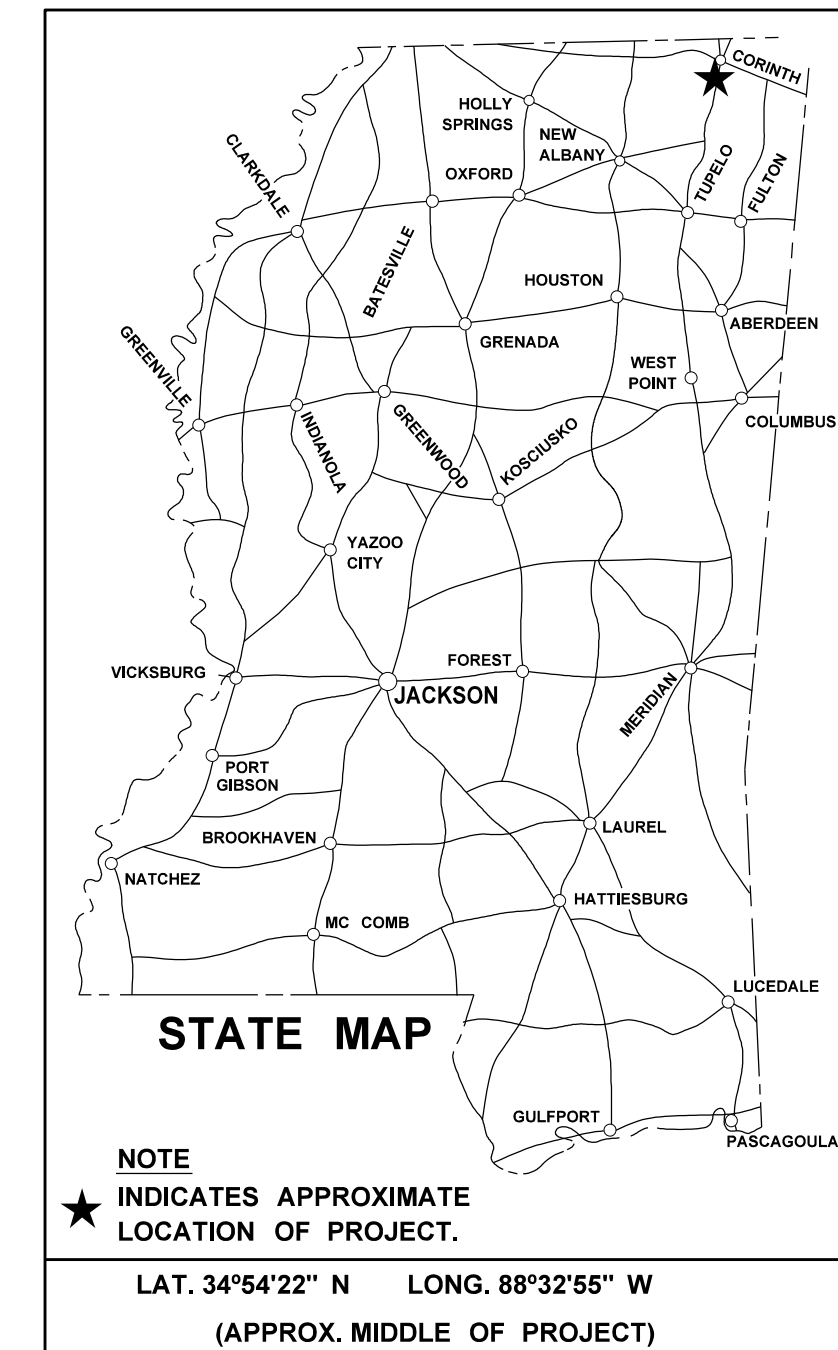 CORINTH
HOLLY
SPRINGS
NEW
ALBANY
CLARKDALE
OXFORD
TUPELO
FULTON
BATESVILLE
HOUSTON
GREENVILLE
GRENADA
ABERDEEN
WEST
POINT
COLUMBUS
INDIANOLA
GREENWOOD
KOSCIUSKO
YAZOO
CITY
VICKSBURG
FOREST
JACKSON
MERIDIAN
PORT
GIBSON
BROOKHAVEN
LAUREL
NATCHEZ
HATTIESBURG
MC COMB
LUCEDALE
STATE MAP
GULFPORT
PASCAGOULA
NOTE
INDICATES APPROXIMATE
LOCATION OF PROJECT.
LAT. 34º54'22" N LONG. 88º32'55" W
(APPROX. MIDDLE OF PROJECT)